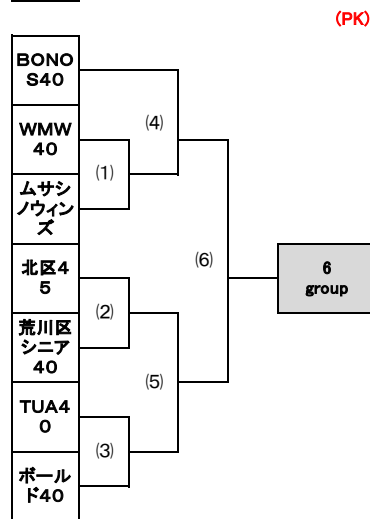 (PK)
BONO
S40
(4)
WMW
40
(1)
ムサシ
ノウィン
ズ
(6)
6
group
北区4
5
(2)
荒川区
シニア
40
(5)
TUA4
0
(3)
ボール
ド40